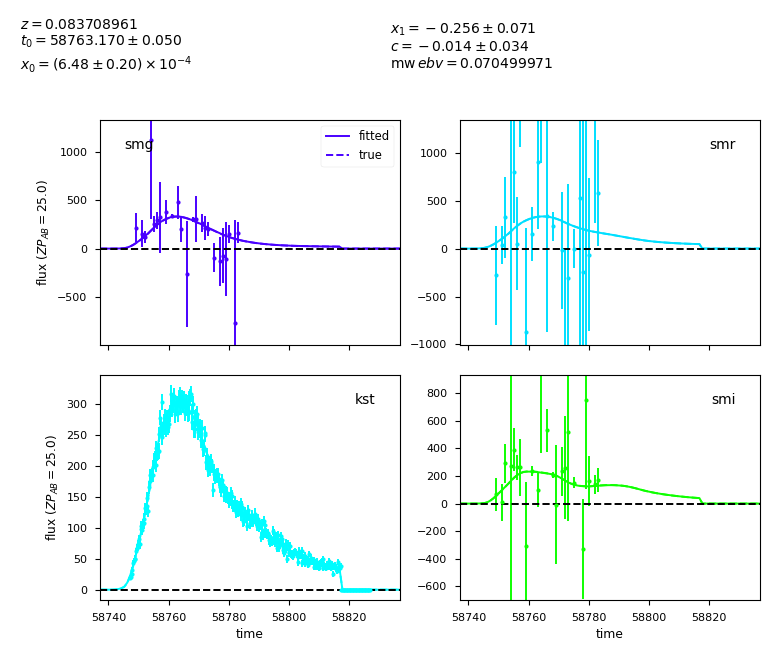 z = 0.083708961
t0 = 58763.170 ± 0.050
x0 = (6.48 ± 0.20) × 10^−4
x1 = −0.256 ± 0.071
c = −0.014 ± 0.034
mw ebv = 0.070499971
smg
fitted
true
1000
500
0
−500
flux (ZP_AB = 25.0)
smr
1000
500
0
−500
−1000
kst
300
250
200
150
100
50
0
flux (ZP_AB = 25.0)
58740 58760 58780 58800 58820
time
smi
800
600
400
200
0
−200
−400
−600
58740 58760 58780 58800 58820
time